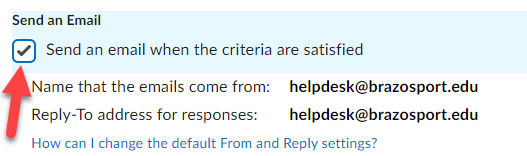 Send an Email
Send an email when the criteria are satisfied
Name that the emails come from: helpdesk@brazosport.edu
Reply-To address for responses: helpdesk@brazosport.edu
How can I change the default From and Reply settings?